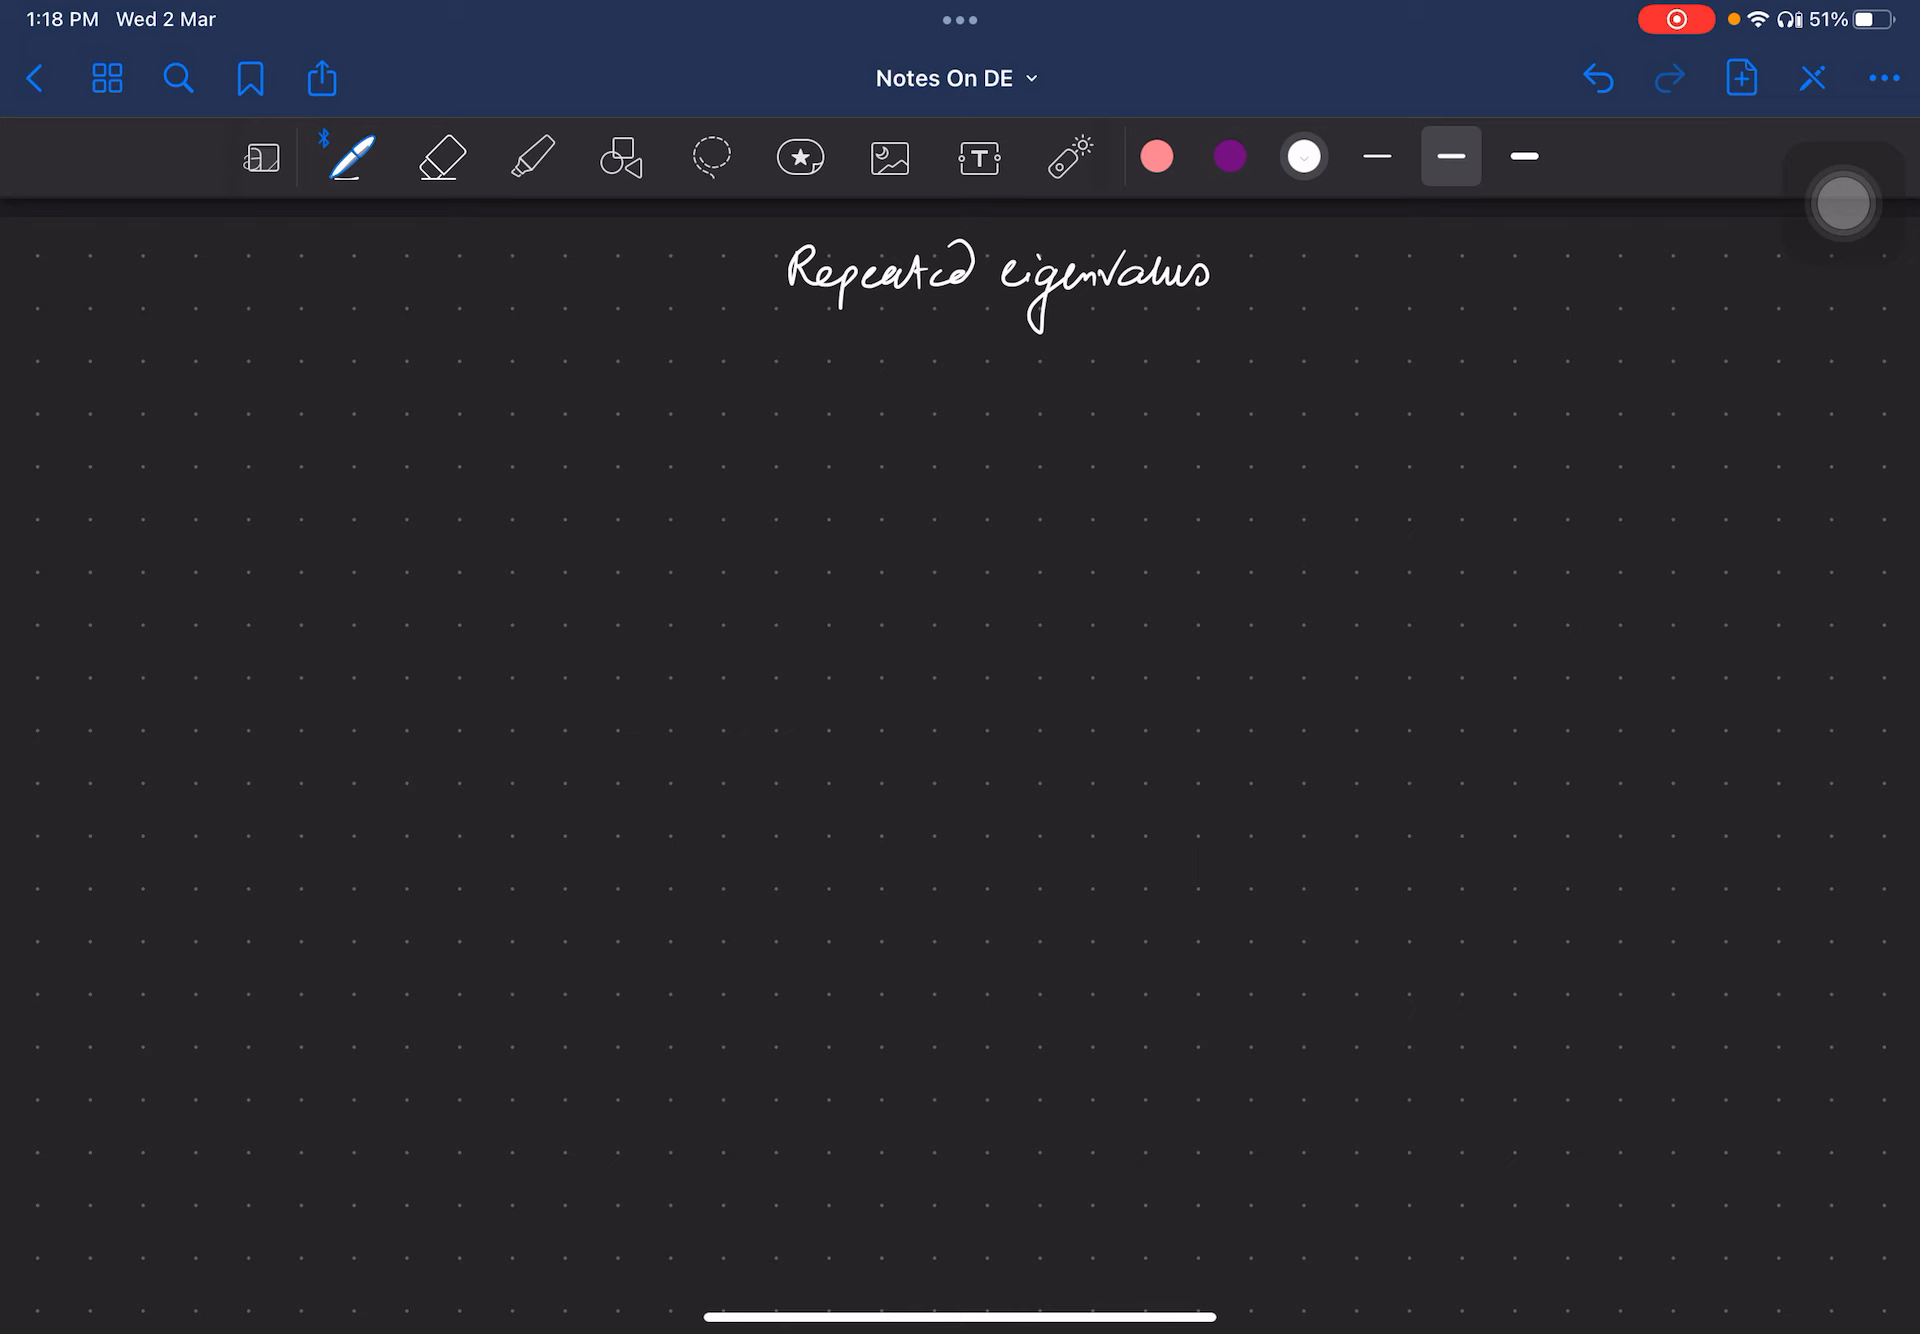 1:18 PM Wed 2 Mar
51%
Notes On DE
T
Repeated eigenvalues